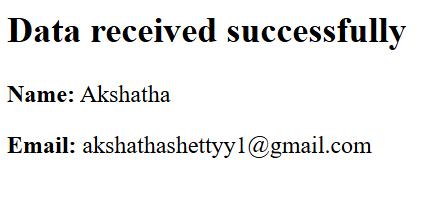 Data received successfully
Name: Akshatha
Email: akshathashettyy1@gmail.com